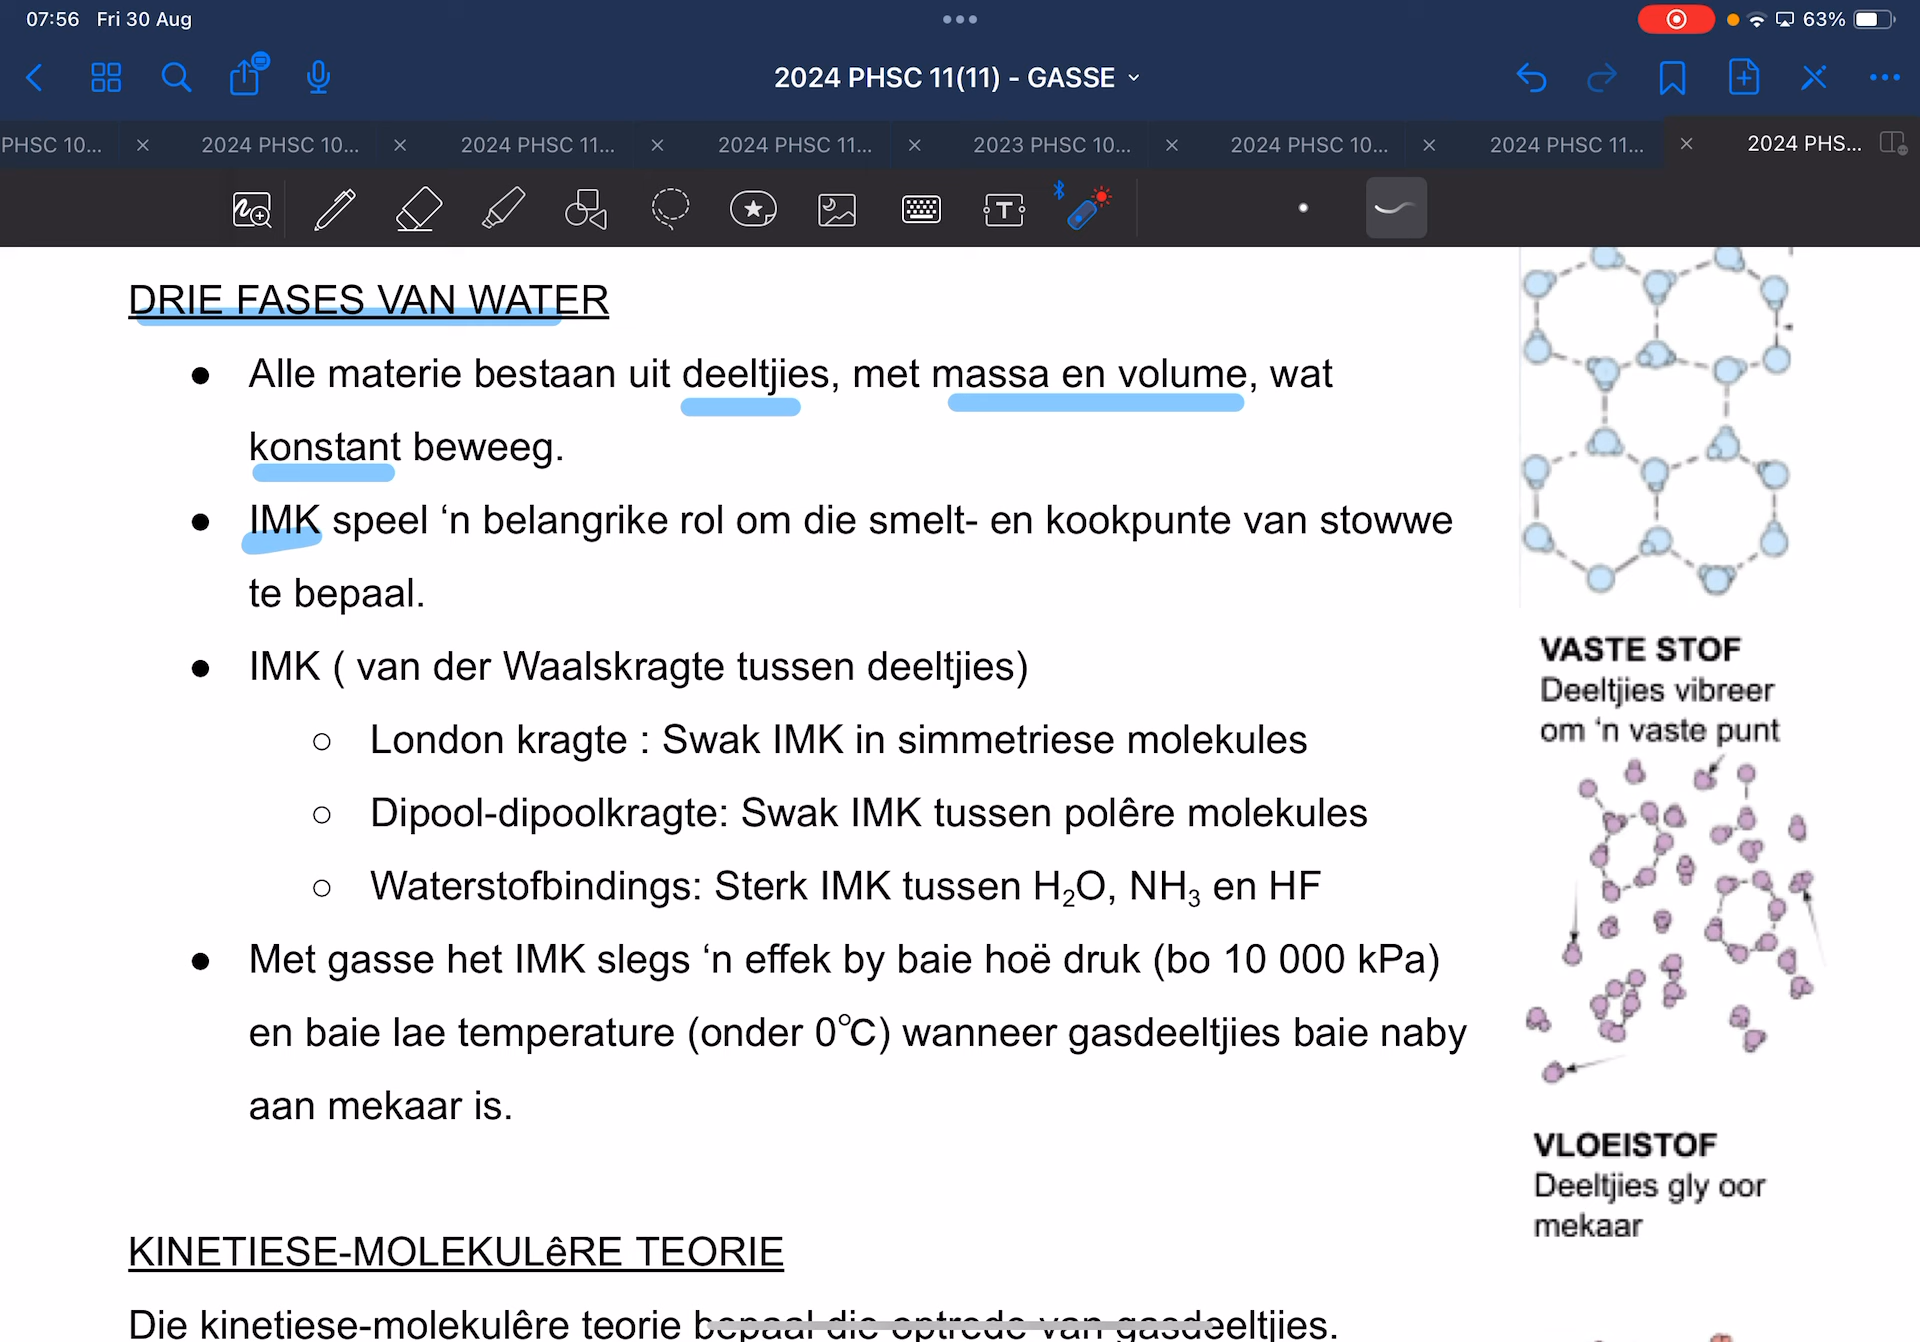 07:56 Fri 30 Aug
63%
2024 PHSC 11(11) - GASSE
PHSC 10... 2024 PHSC 10... 2024 PHSC 11... 2024 PHSC 11... 2023 PHSC 10... 2024 PHSC 10... 2024 PHSC 11... 2024 PHS...
T
DRIE FASES VAN WATER
● Alle materie bestaan uit deeltjies, met massa en volume, wat
konstant beweeg.
● IMK speel ‘n belangrike rol om die smelt- en kookpunte van stowwe
te bepaal.
● IMK ( van der Waalskragte tussen deeltjies)
○ London kragte : Swak IMK in simmetriese molekules
○ Dipool-dipoolkragte: Swak IMK tussen polêre molekules
○ Waterstofbindings: Sterk IMK tussen H₂O, NH₃ en HF
● Met gasse het IMK slegs ‘n effek by baie hoë druk (bo 10 000 kPa)
en baie lae temperature (onder 0°C) wanneer gasdeeltjies baie naby
aan mekaar is.
VASTE STOF
Deeltjies vibreer
om ‘n vaste punt
VLOEISTOF
Deeltjies gly oor
mekaar
KINETIESE-MOLEKULêRE TEORIE
Die kinetiese-molekulêre teorie bepaal die optrede van gasdeeltjies.